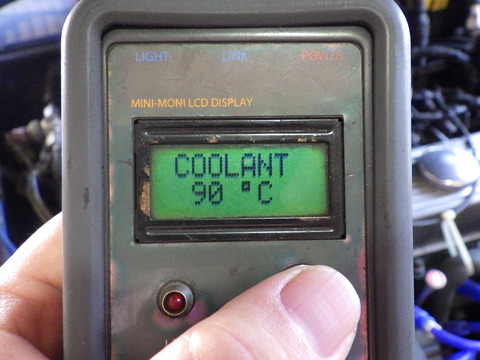 LIGHT LINK POWER
MINI-MONI LCD DISPLAY
COOLANT
90 °C